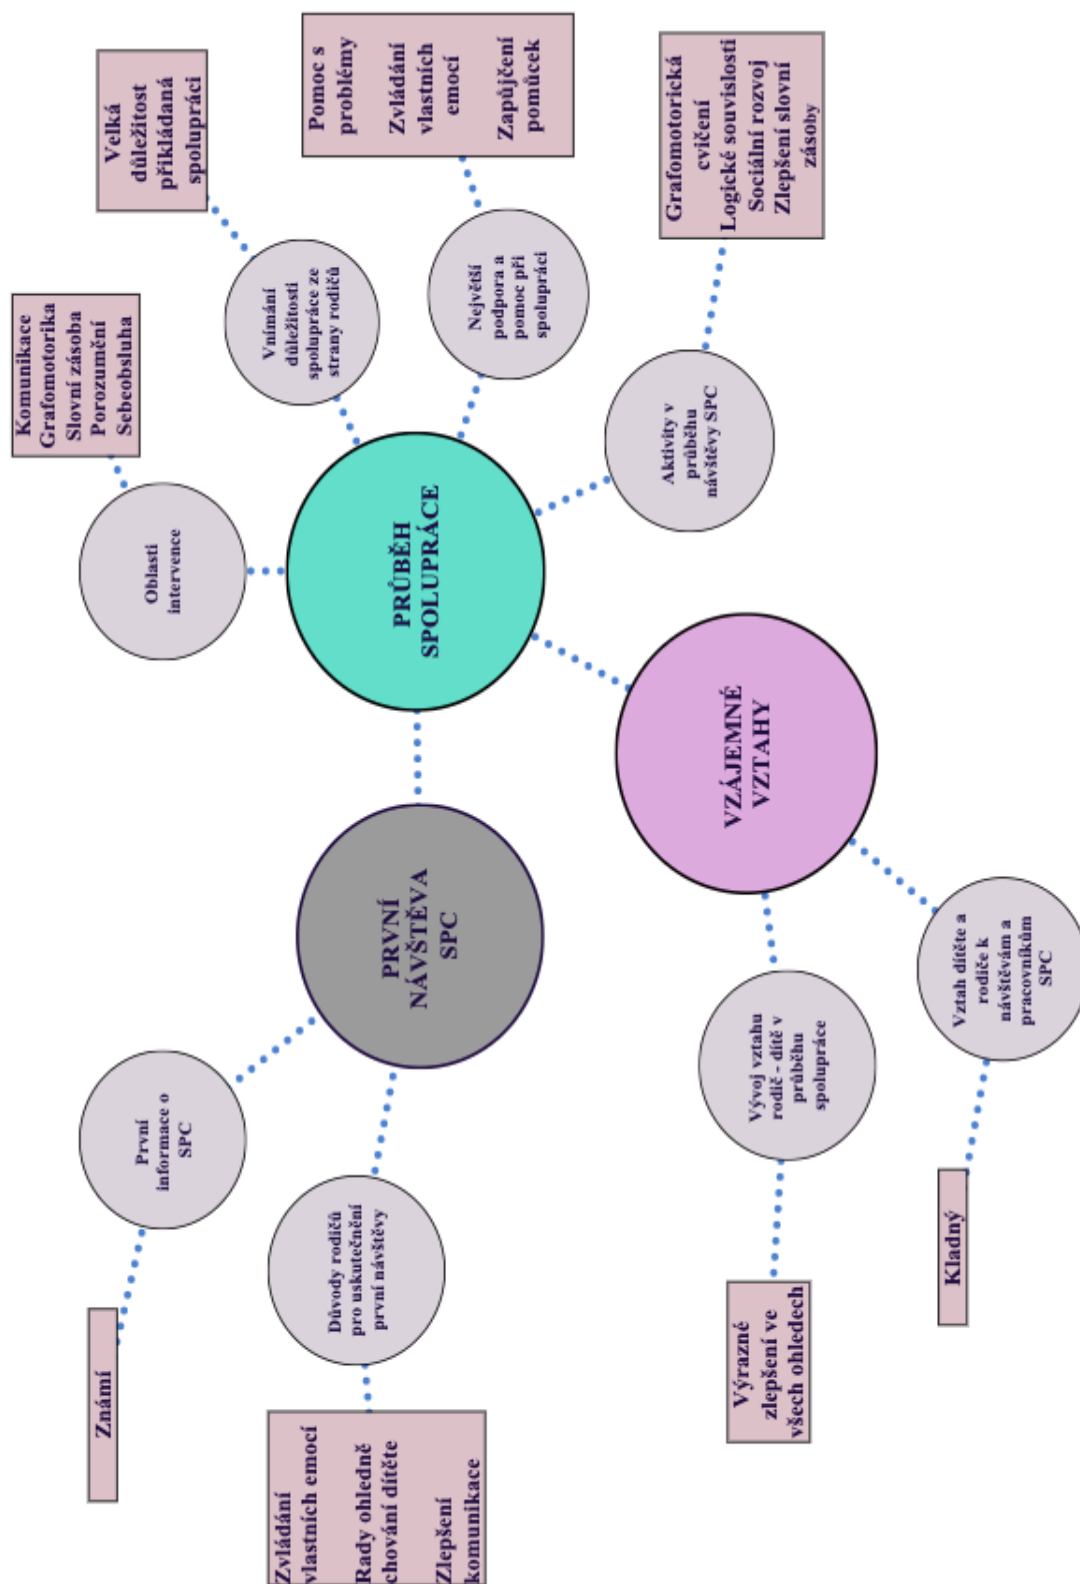 Známí
První
informace o
SPC
Zvládání
vlastních emocí
Rady ohledně
chování dítěte
Zlepšení
komunikace
Důvody rodičů
pro uskutečnění
první návštěvy
PRVNÍ
NÁVŠTĚVA
SPC
Oblasti
intervence
Komunikace
Grafomotorika
Slovní zásoba
Porozumění
Sebeobsluha
PRŮBĚH
SPOLUPRÁCE
Vnímání
důležitosti
spolupráce ze
strany rodičů
Velká
důležitost
přikládaná
spolupráci
Největší
podpora a
pomoc při
spolupráci
Pomoc s
problémy
Zvládání
vlastních
emocí
Zapůjčení
pomůcek
Aktivity v
průběhu
návštěvy SPC
Grafomotorická
cvičení
Logické souvislosti
Sociální rozvoj
Zlepšení slovní
zásoby
VZÁJEMNÉ
VZTAHY
Vývoj vztahu
rodič - dítě v
průběhu
spolupráce
Výrazné
zlepšení ve
všech ohledech
Vztah dítěte a
rodiče k
návštěvám a
pracovníkům
SPC
Kladný